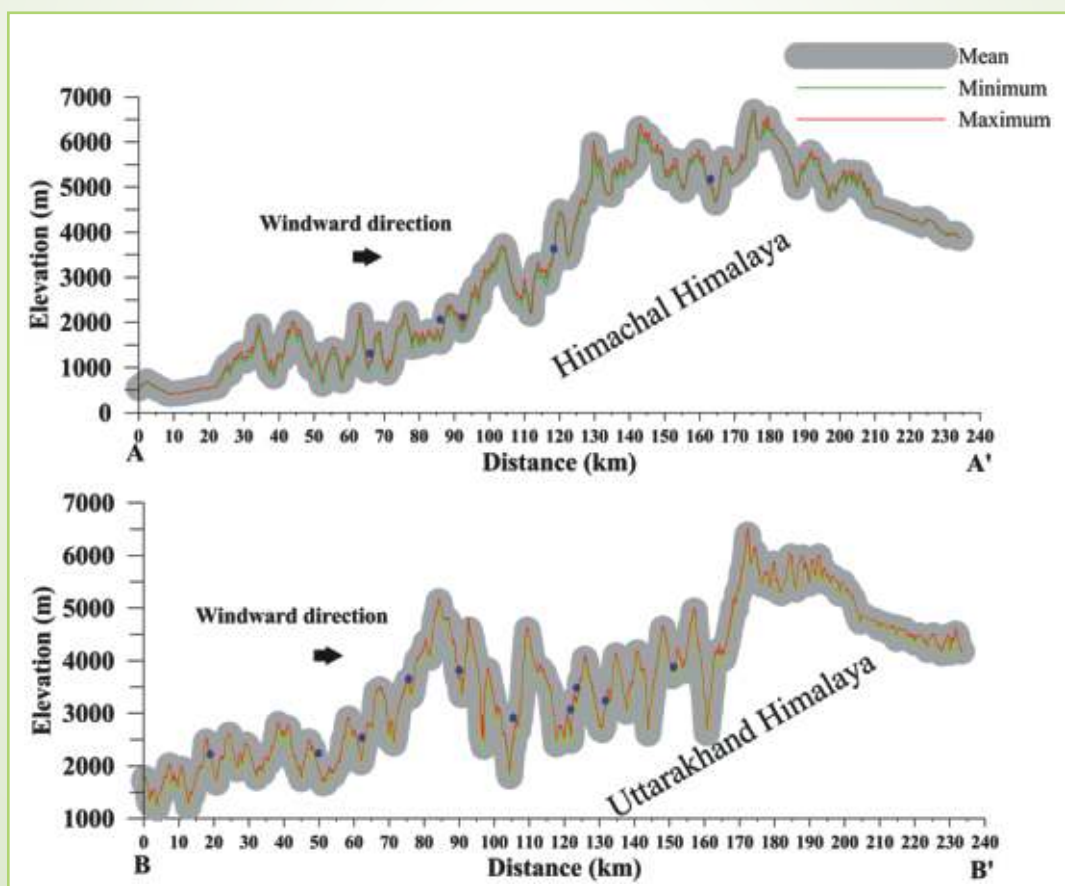 Mean
Minimum
Maximum
7000
6000
5000
4000
3000
2000
1000
0
Elevation (m)
Windward direction
Himachal Himalaya
0 10 20 30 40 50 60 70 80 90 100 110 120 130 140 150 160 170 180 190 200 210 220 230 240
A Distance (km) A'
7000
6000
5000
4000
3000
2000
1000
Elevation (m)
Windward direction
Uttarakhand Himalaya
0 10 20 30 40 50 60 70 80 90 100 110 120 130 140 150 160 170 180 190 200 210 220 230 240
B Distance (km) B'